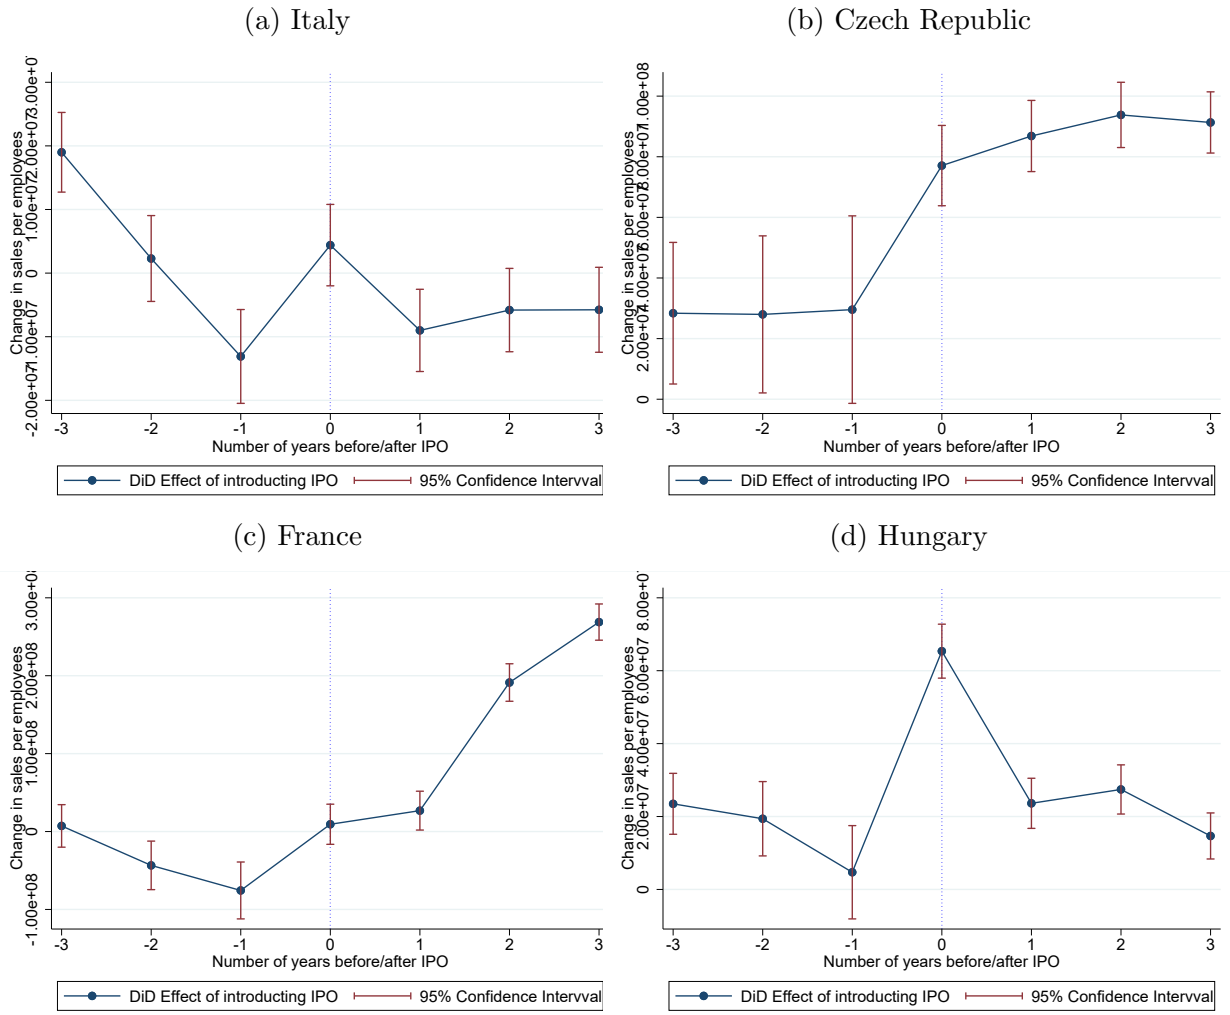 (a) Italy
Change in sales per employees
-2.00e+07
-1.00e+07
0
1.00e+07
2.00e+07
3.00e+0
-3 -2 -1 0 1 2 3
Number of years before/after IPO
DiD Effect of introducting IPO 95% Confidence Intervval
(b) Czech Republic
Change in sales per employees
0
2.00e+07
4.00e+07
6.00e+07
8.00e+07
1.00e+08
-3 -2 -1 0 1 2 3
Number of years before/after IPO
DiD Effect of introducting IPO 95% Confidence Intervval
(c) France
Change in sales per employees
-1.00e+08
0
1.00e+08
2.00e+08
3.00e+08
-3 -2 -1 0 1 2 3
Number of years before/after IPO
DiD Effect of introducting IPO 95% Confidence Intervval
(d) Hungary
Change in sales per employees
0
2.00e+07
4.00e+07
6.00e+07
8.00e+0
-3 -2 -1 0 1 2 3
Number of years before/after IPO
DiD Effect of introducting IPO 95% Confidence Intervval